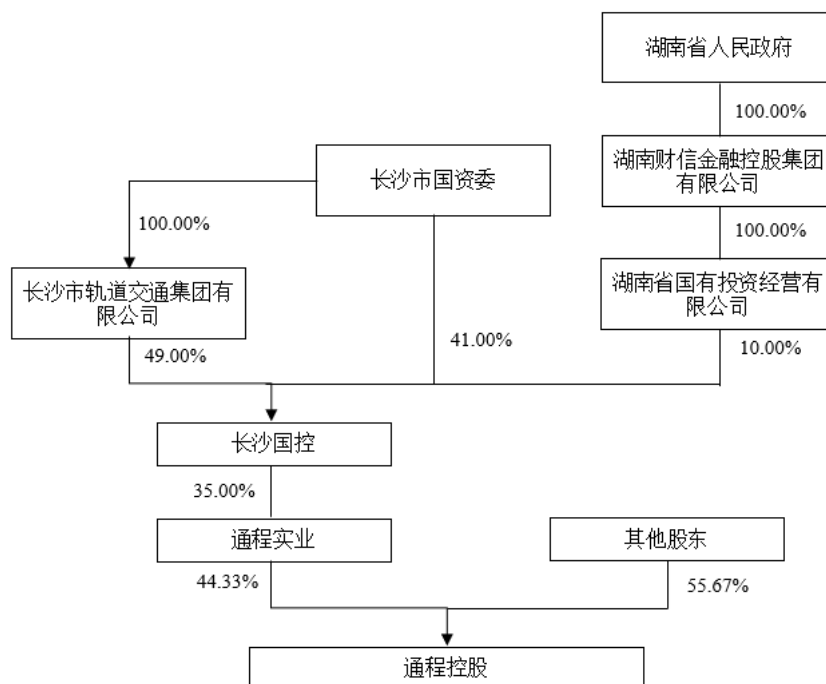 湖南省人民政府
100.00%
湖南财信金融控股集团
有限公司
长沙市国资委
100.00%
100.00%
长沙市轨道交通集团有
限公司
湖南省国有投资经营有
限公司
49.00%
41.00%
10.00%
长沙国控
35.00%
通程实业
其他股东
44.33%
55.67%
通程控股